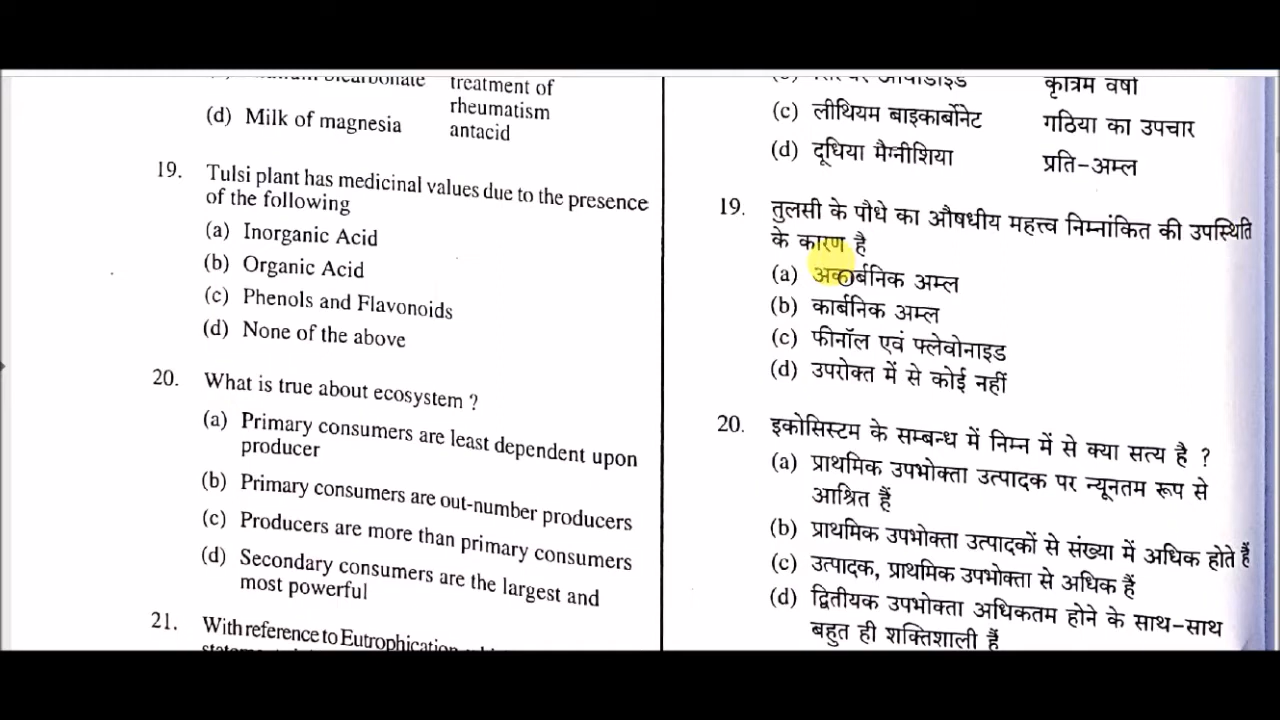 treatment of
rheumatism
(d) Milk of magnesia antacid
19. Tulsi plant has medicinal values due to the presence
of the following
(a) Inorganic Acid
(b) Organic Acid
(c) Phenols and Flavonoids
(d) None of the above
20. What is true about ecosystem ?
(a) Primary consumers are least dependent upon
producer
(b) Primary consumers are out-number producers
(c) Producers are more than primary consumers
(d) Secondary consumers are the largest and
most powerful
21. With reference to Eutrophication
कृत्रिम वर्षा
(c) लीथियम बाइकार्बोनेट गठिया का उपचार
(d) दूधिया मैग्नीशिया प्रति-अम्ल
19. तुलसी के पौधे का औषधीय महत्त्व निम्नांकित की उपस्थिति
के कारण है
(a) अकार्बनिक अम्ल
(b) कार्बनिक अम्ल
(c) फीनॉल एवं फ्लेवोनाइड
(d) उपरोक्त में से कोई नहीं
20. इकोसिस्टम के सम्बन्ध में निम्न में से क्या सत्य है ?
(a) प्राथमिक उपभोक्ता उत्पादक पर न्यूनतम रूप से
आश्रित हैं
(b) प्राथमिक उपभोक्ता उत्पादकों से संख्या में अधिक होते हैं
(c) उत्पादक, प्राथमिक उपभोक्ता से अधिक हैं
(d) द्वितीयक उपभोक्ता अधिकतम होने के साथ-साथ
बहुत ही शक्तिशाली हैं